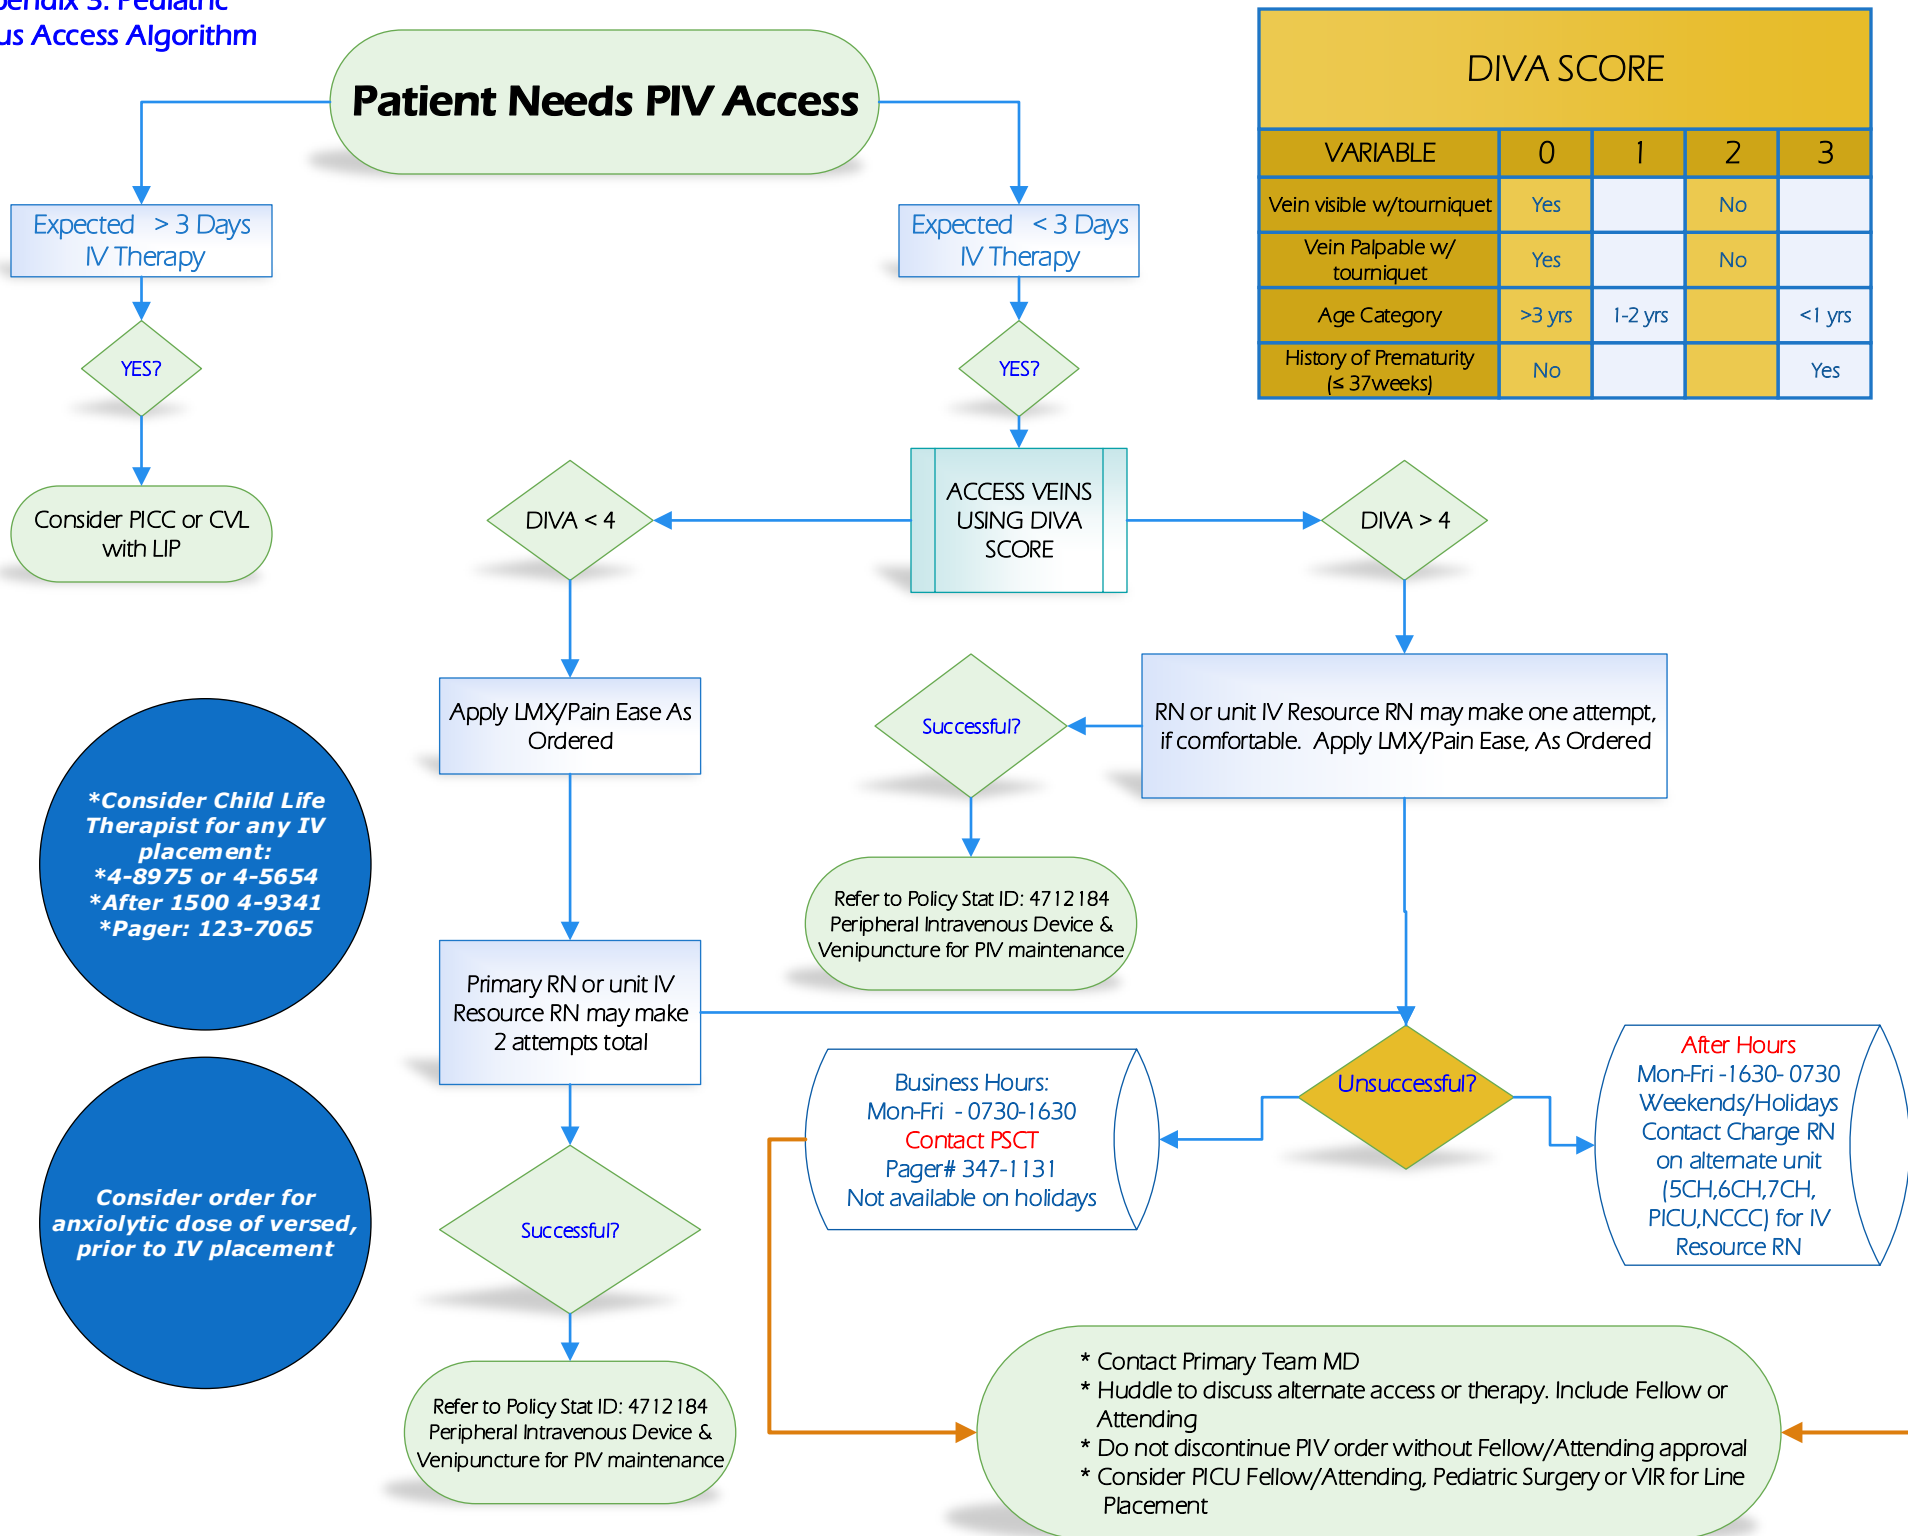 Pediatric
Access Algorithm
Patient Needs PIV Access
Expected > 3 Days
IV Therapy
YES?
Consider PICC or CVL
with LIP
Expected < 3 Days
IV Therapy
YES?
ACCESS VEINS
USING DIVA
SCORE
DIVA < 4
DIVA > 4
DIVA SCORE
VARIABLE 0 1 2 3
Vein visible w/tourniquet Yes No
Vein Palpable w/
tourniquet Yes No
Age Category >3 yrs 1-2 yrs <1 yrs
History of Prematurity
(≤ 37weeks) No Yes
Apply LMX/Pain Ease As
Ordered
Successful?
RN or unit IV Resource RN may make one attempt,
if comfortable. Apply LMX/Pain Ease, As Ordered
*Consider Child Life
Therapist for any IV
placement:
*4-8975 or 4-5654
*After 1500 4-9341
*Pager: 123-7065
Refer to Policy Stat ID: 4712184
Peripheral Intravenous Device &
Venipuncture for PIV maintenance
Primary RN or unit IV
Resource RN may make
2 attempts total
Unsuccessful?
Business Hours:
Mon-Fri - 0730-1630
Contact PSCT
Pager# 347-1131
Not available on holidays
After Hours
Mon-Fri -1630- 0730
Weekends/Holidays
Contact Charge RN
on alternate unit
(5CH,6CH,7CH,
PICU,NCCC) for IV
Resource RN
Consider order for
anxiolytic dose of versed,
prior to IV placement
Successful?
Refer to Policy Stat ID: 4712184
Peripheral Intravenous Device &
Venipuncture for PIV maintenance
* Contact Primary Team MD
* Huddle to discuss alternate access or therapy. Include Fellow or
Attending
* Do not discontinue PIV order without Fellow/Attending approval
* Consider PICU Fellow/Attending, Pediatric Surgery or VIR for Line
Placement